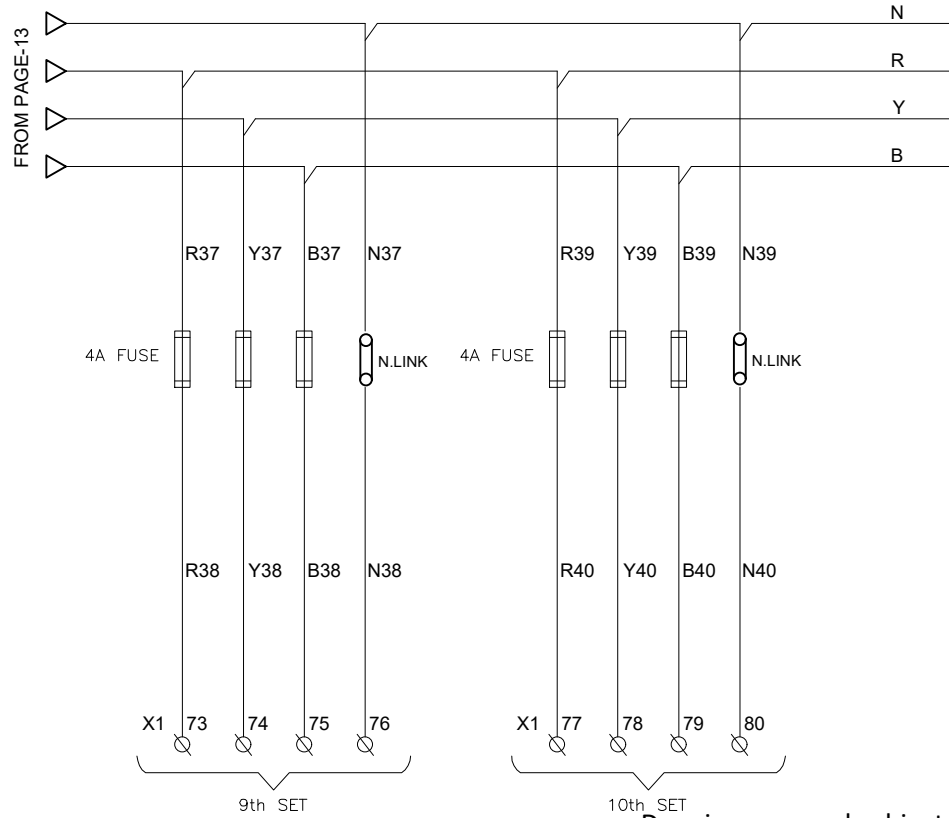 FROM PAGE-13
N
R
Y
B
R37 Y37 B37 N37 R39 Y39 B39 N39
4A FUSE N.LINK 4A FUSE N.LINK
R38 Y38 B38 N38 R40 Y40 B40 N40
X1 73 74 75 76 X1 77 78 79 80
9th SET 10th SET